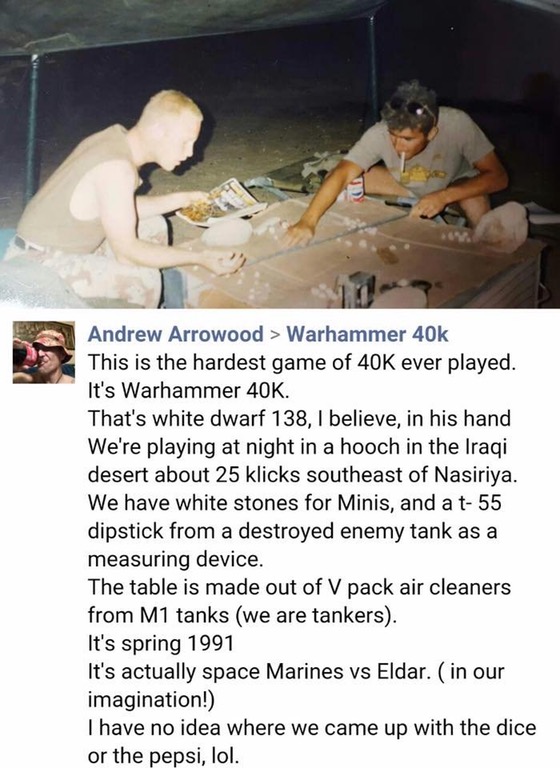 Andrew Arrowood > Warhammer 40k
This is the hardest game of 40K ever played.
It's Warhammer 40K.
That's white dwarf 138, I believe, in his hand
We're playing at night in a hooch in the Iraqi
desert about 25 klicks southeast of Nasiriya.
We have white stones for Minis, and a t- 55
dipstick from a destroyed enemy tank as a
measuring device.
The table is made out of V pack air cleaners
from M1 tanks (we are tankers).
It's spring 1991
It's actually space Marines vs Eldar. ( in our
imagination!)
I have no idea where we came up with the dice
or the pepsi, lol.